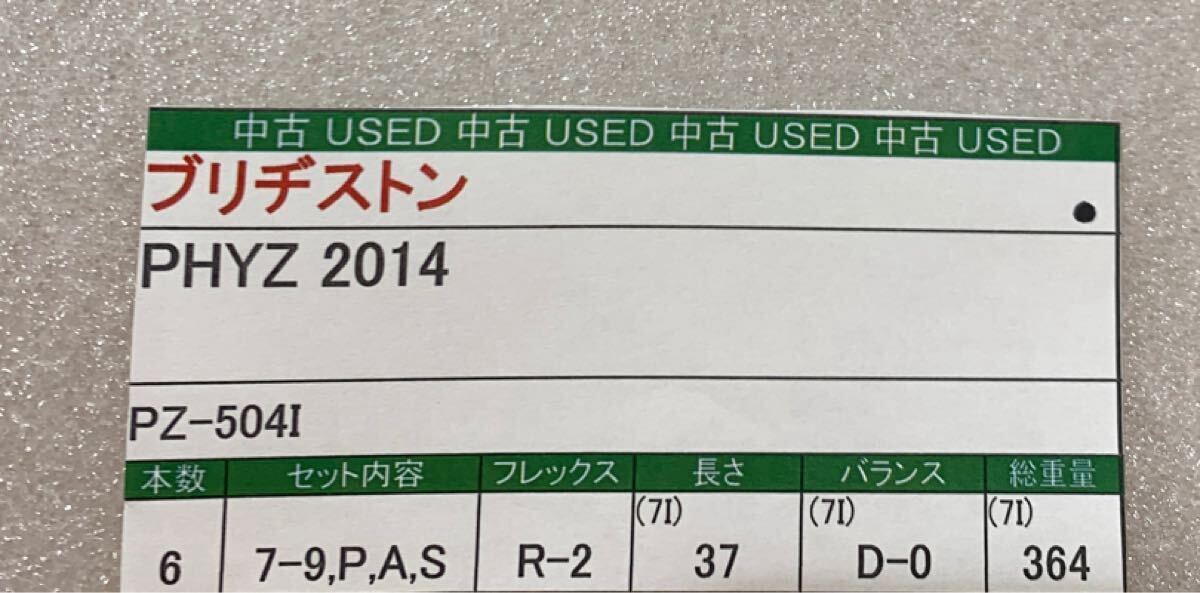 中古 USED 中古 USED 中古 USED 中古 USED
ブリヂストン
PHYZ 2014
PZ-504I
本数 セット内容 フレックス 長さ バランス 総重量
(7I) (7I) (7I)
6 7-9,P,A,S R-2 37 D-0 364